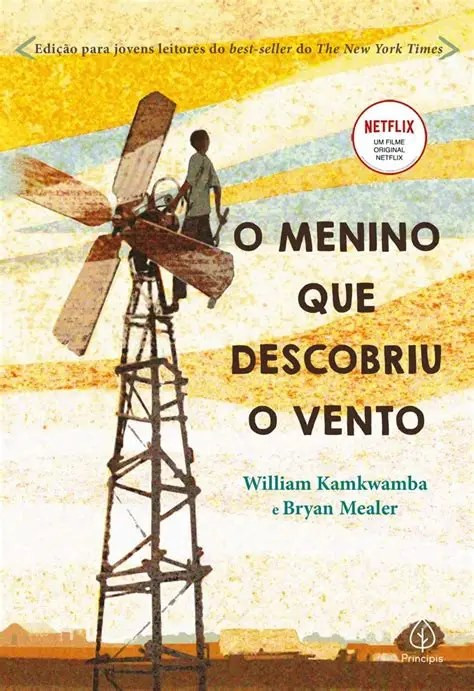 Edição para jovens leitores do best-seller do The New York Times
NETFLIX
UM FILME
ORIGINAL
NETFLIX
O MENINO
QUE
DESCOBRIU
O VENTO
William Kamkwamba
e Bryan Mealer
Principis